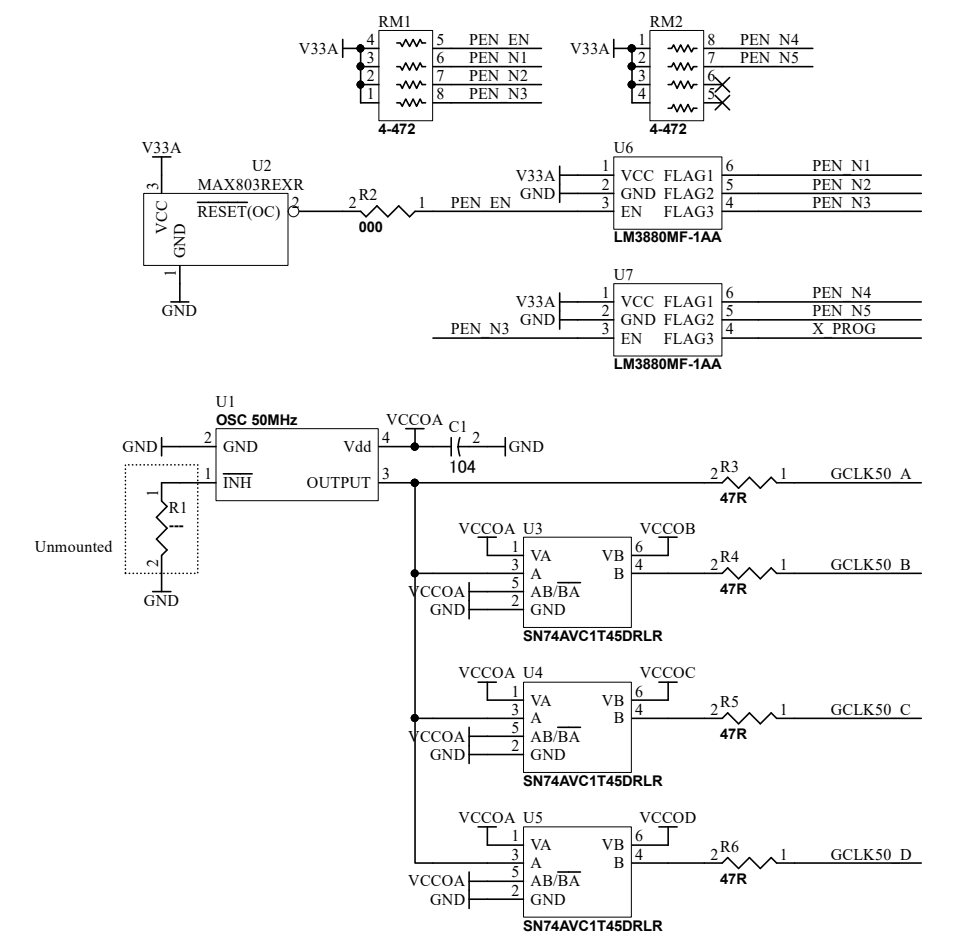 RM1 RM2
V33A 4 5 PEN_EN V33A 1 8 PEN_N4
3 6 PEN_N1 2 7 PEN_N5
2 7 PEN_N2 3 6
1 8 PEN_N3 4 5
4-472 4-472
V33A U2 U6
MAX803REXR
3 VCC GND RESET(OC) 2 2 R2 1 PEN_EN
000
1
GND
V33A 1 VCC FLAG1 6 PEN_N1
GND 2 GND FLAG2 5 PEN_N2
3 EN FLAG3 4 PEN_N3
LM3880MF-1AA
U7
V33A 1 VCC FLAG1 6 PEN_N4
GND 2 GND FLAG2 5 PEN_N5
PEN_N3 3 EN FLAG3 4 X_PROG
LM3880MF-1AA
U1
OSC 50MHz VCCOA C1
GND 2 GND Vdd 4 2 GND
104
1 INH OUTPUT 3 2 R3 1 GCLK50_A
47R
1 R1
---
Unmounted
2
GND
VCCOA U3 VCCOB
1 VA VB 6
3 A B 4 2 R4 1 GCLK50_B
VCCOA 5 AB/BA 47R
GND 2 GND
SN74AVC1T45DRLR
VCCOA U4 VCCOC
1 VA VB 6
3 A B 4 2 R5 1 GCLK50_C
VCCOA 5 AB/BA 47R
GND 2 GND
SN74AVC1T45DRLR
VCCOA U5 VCCOD
1 VA VB 6
3 A B 4 2 R6 1 GCLK50_D
VCCOA 5 AB/BA 47R
GND 2 GND
SN74AVC1T45DRLR